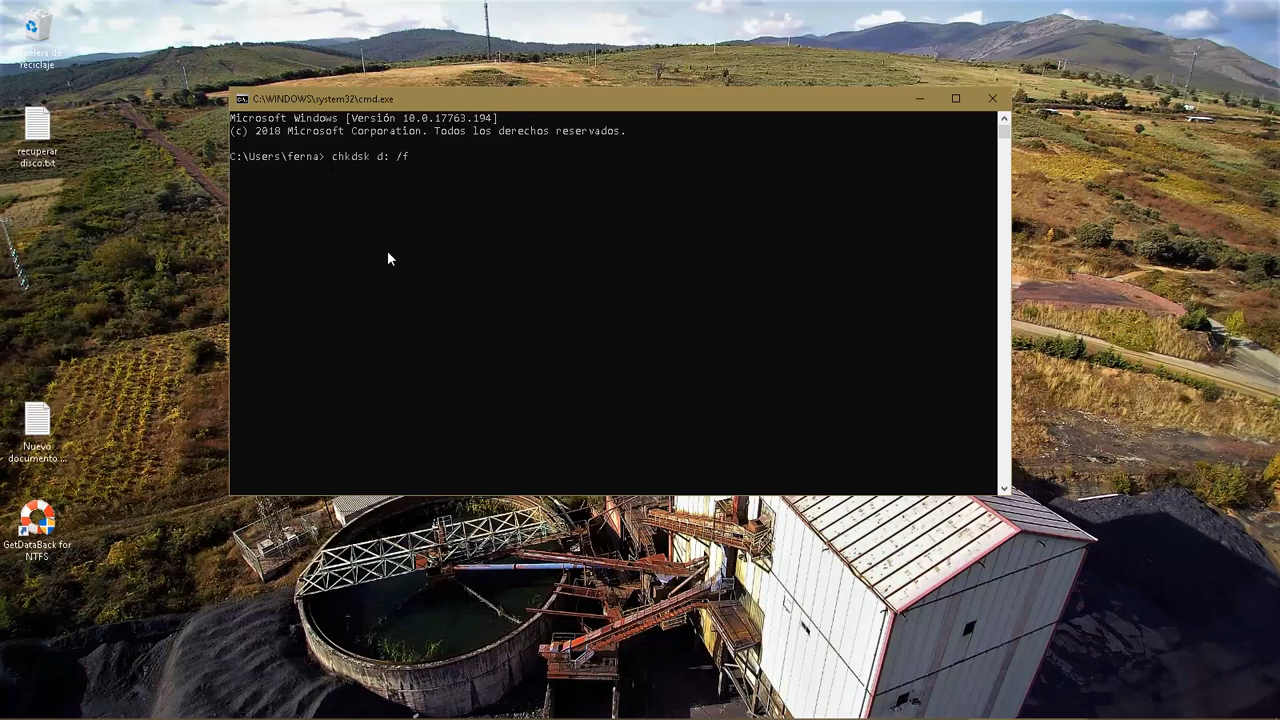 reciclaje
recuperar
disco.txt
Nuevo
documento ...
GetDataBack for
NTFS
C:\WINDOWS\system32\cmd.exe
Microsoft Windows [Versión 10.0.17763.194]
(c) 2018 Microsoft Corporation. Todos los derechos reservados.
C:\Users\ferna> chkdsk d: /f